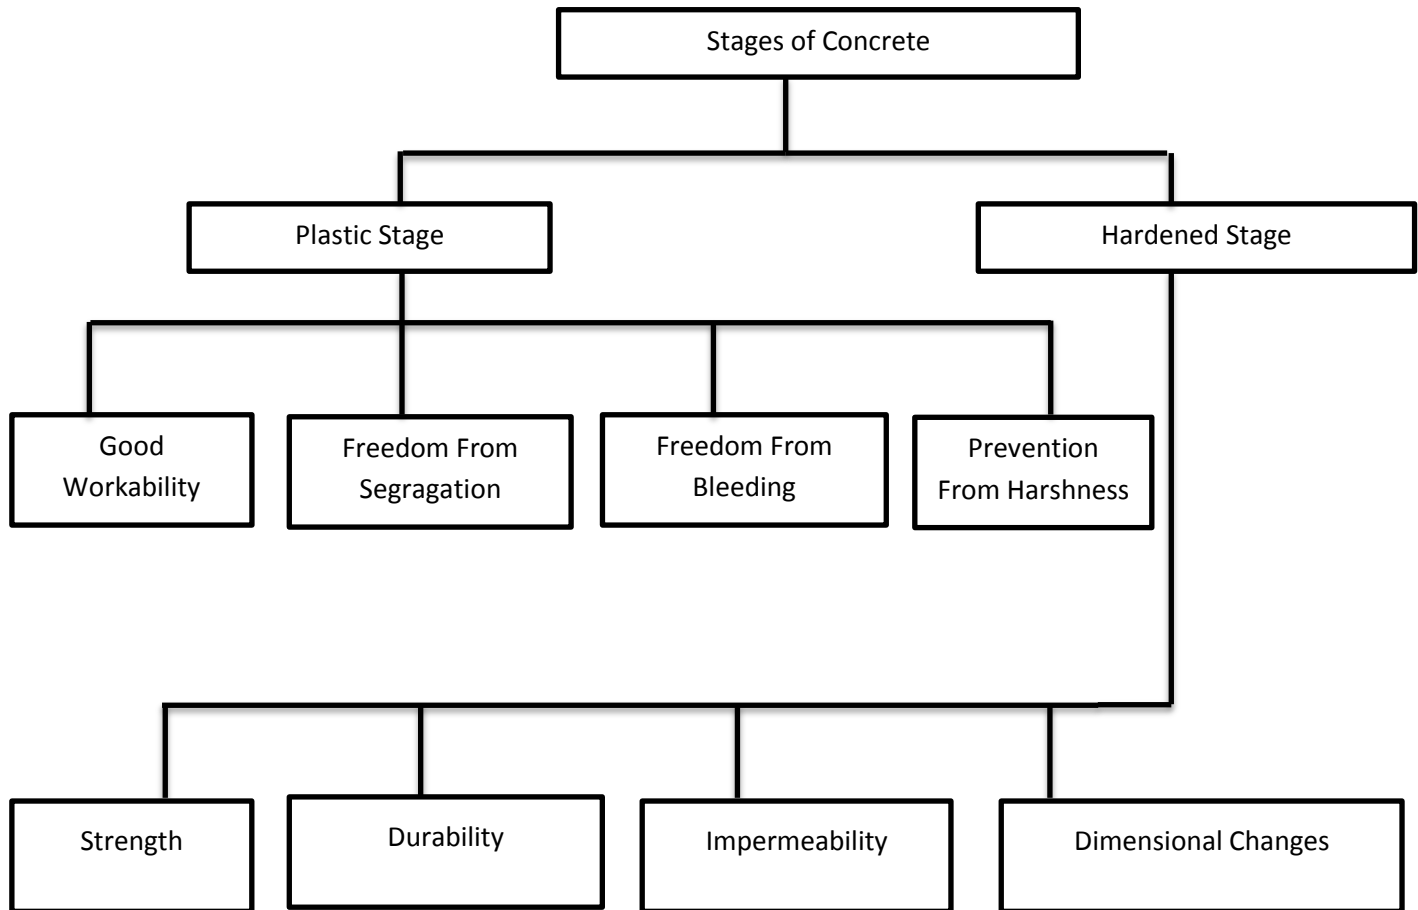 Stages of Concrete
Plastic Stage
Hardened Stage
Good
Workability
Freedom From
Segragation
Freedom From
Bleeding
Prevention
From Harshness
Strength
Durability
Impermeability
Dimensional Changes